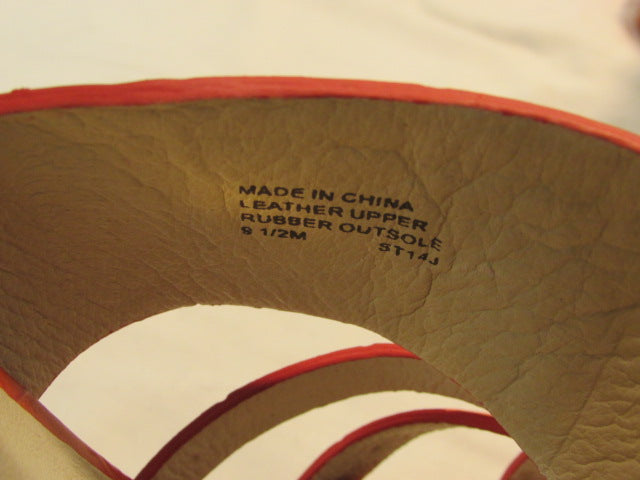 MADE IN CHINA
LEATHER UPPER
RUBBER OUTSOLE
9 1/2M ST14J